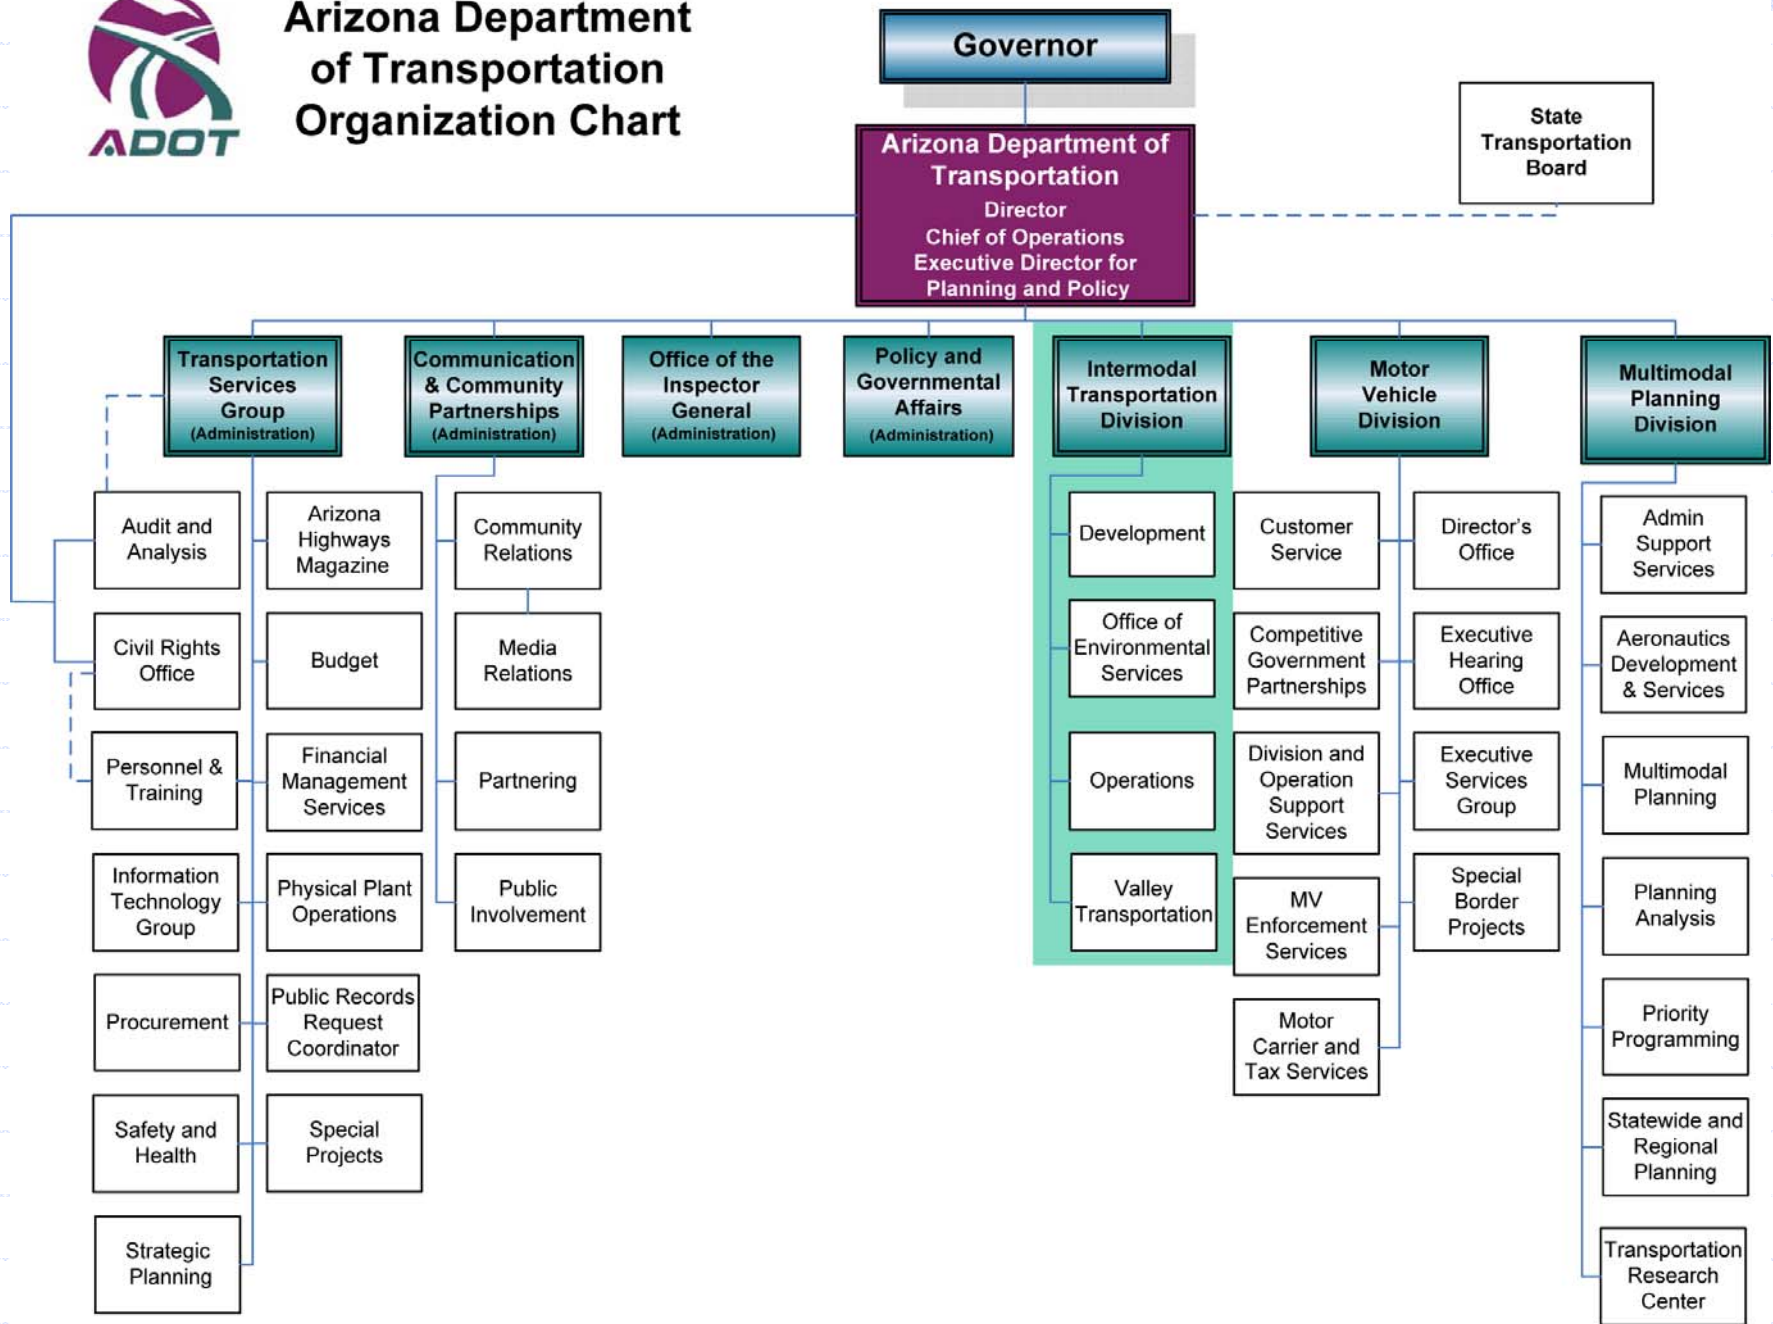 Arizona Department
of Transportation
Organization Chart
ADOT
Governor
State
Transportation
Board
Arizona Department of
Transportation
Director
Chief of Operations
Executive Director for
Planning and Policy
Transportation
Services
Group
(Administration)
Communication
& Community
Partnerships
(Administration)
Office of the
Inspector
General
(Administration)
Policy and
Governmental
Affairs
(Administration)
Intermodal
Transportation
Division
Motor
Vehicle
Division
Multimodal
Planning
Division
Audit and
Analysis
Civil Rights
Office
Personnel &
Training
Information
Technology
Group
Procurement
Safety and
Health
Strategic
Planning
Arizona
Highways
Magazine
Budget
Financial
Management
Services
Physical Plant
Operations
Public Records
Request
Coordinator
Special
Projects
Community
Relations
Media
Relations
Partnering
Public
Involvement
Development
Office of
Environmental
Services
Operations
Valley
Transportation
Customer
Service
Competitive
Government
Partnerships
Division and
Operation
Support
Services
MV
Enforcement
Services
Motor
Carrier and
Tax Services
Director's
Office
Executive
Hearing
Office
Executive
Services
Group
Special
Border
Projects
Admin
Support
Services
Aeronautics
Development
& Services
Multimodal
Planning
Planning
Analysis
Priority
Programming
Statewide and
Regional
Planning
Transportation
Research
Center